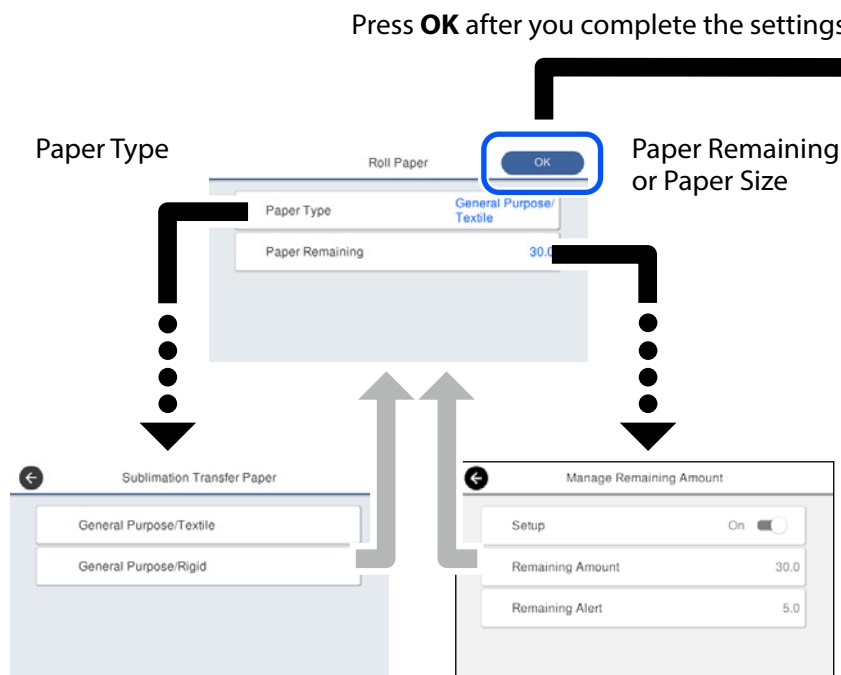 Press OK after you complete the settings
Paper Type
Paper Remaining
or Paper Size
Roll Paper
OK
Paper Type
General Purpose/
Textile
Paper Remaining
30.0
Sublimation Transfer Paper
General Purpose/Textile
General Purpose/Rigid
Manage Remaining Amount
Setup
On
Remaining Amount
30.0
Remaining Alert
5.0